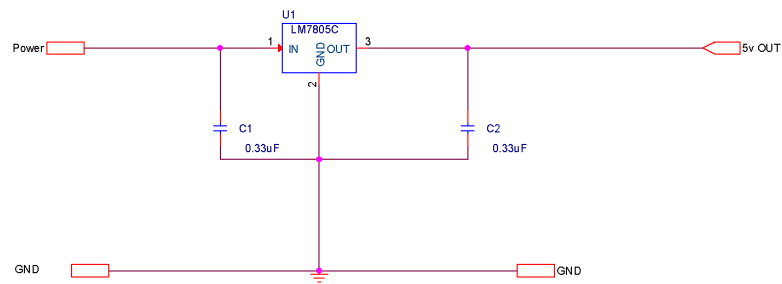 U1
LM7805C
Power
1
IN
GND
OUT
3
5v OUT
2
C1
0.33uF
C2
0.33uF
GND
GND